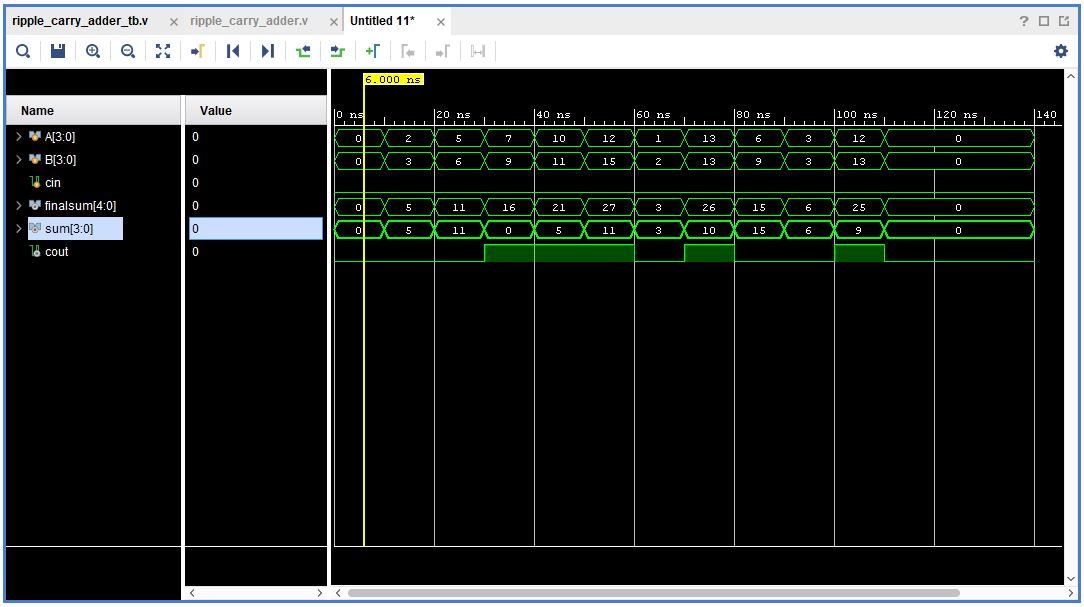 ripple_carry_adder_tb.v × ripple_carry_adder.v × Untitled 11* ×
6.000 ns
Name Value
0 ns 20 ns 40 ns 60 ns 80 ns 100 ns 120 ns 140
A[3:0] 0 0 2 5 7 10 12 1 13 6 3 12 0
B[3:0] 0 0 3 6 9 11 15 2 13 9 3 13 0
cin 0
finalsum[4:0] 0 0 5 11 16 21 27 3 26 15 6 25 0
sum[3:0] 0 0 5 11 0 5 11 3 10 15 6 9 0
cout 0